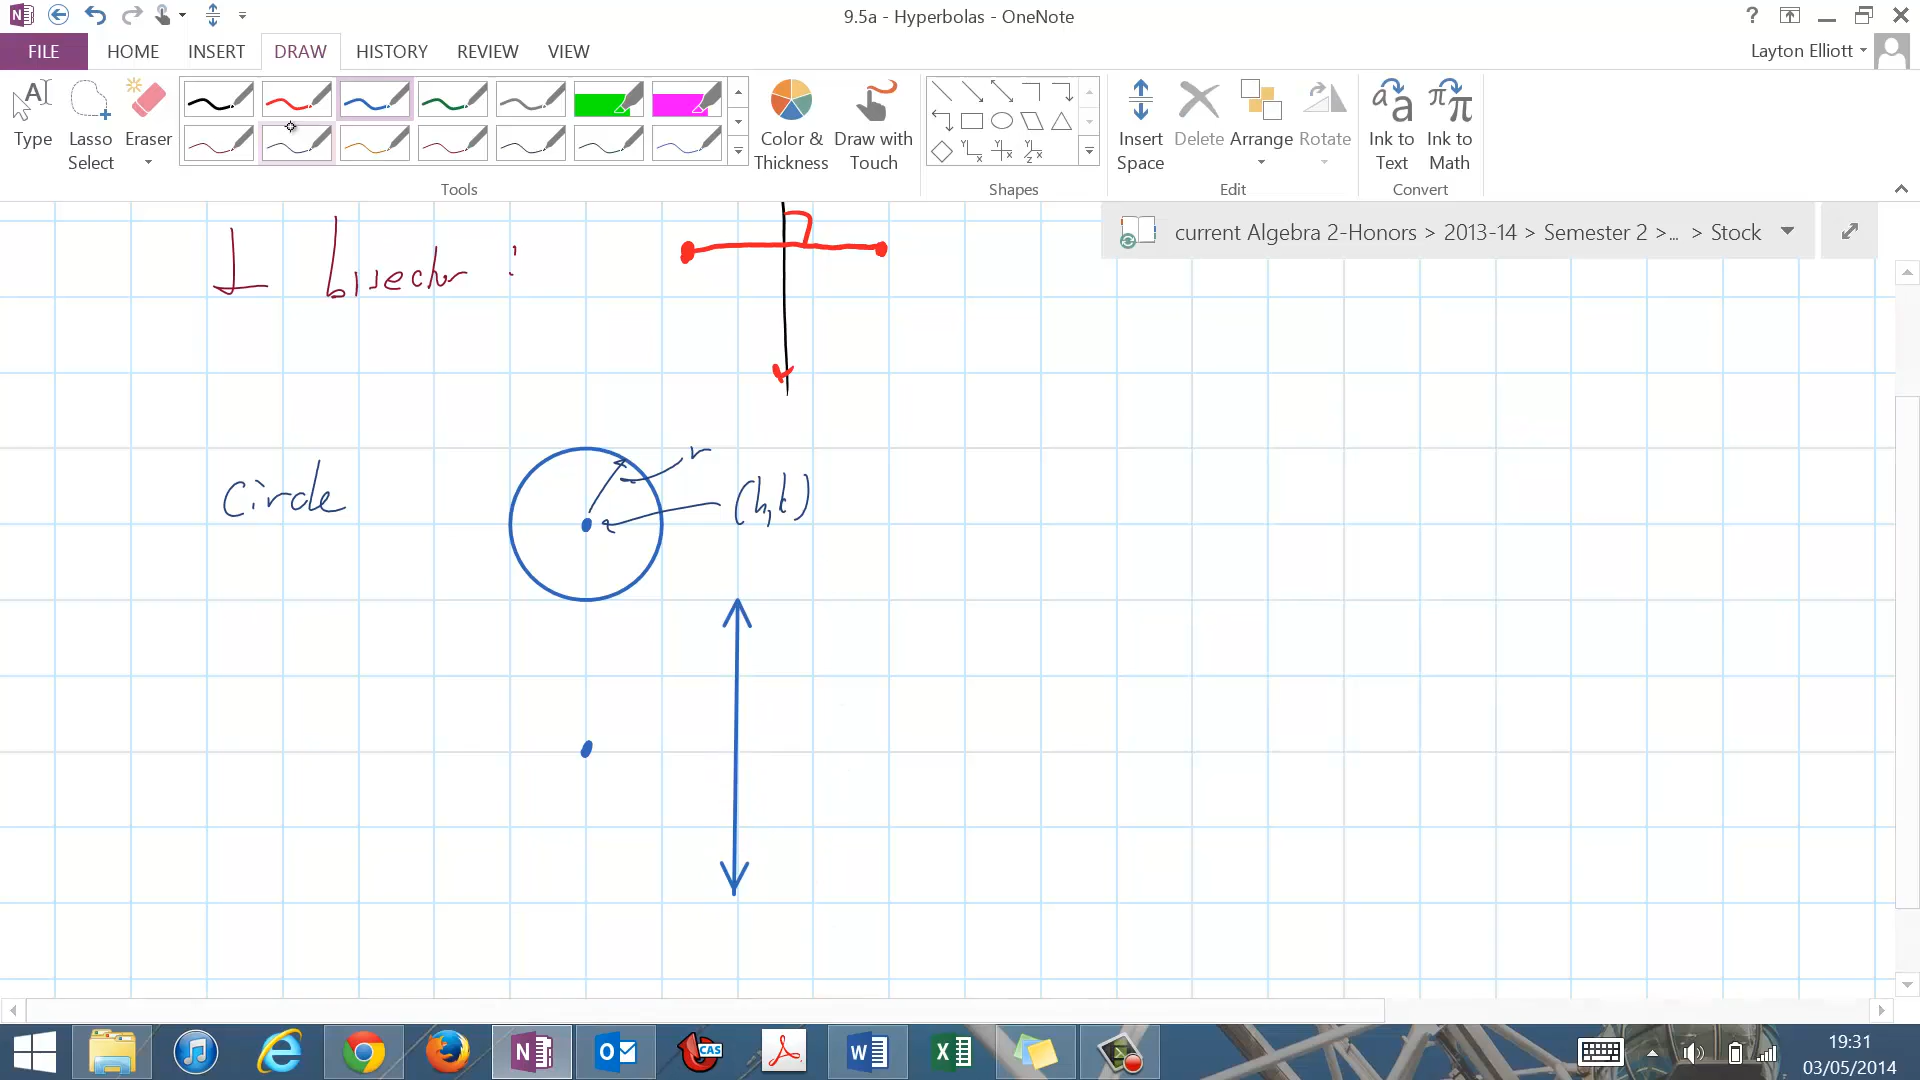 9.5a - Hyperbolas - OneNote
?
FILE HOME INSERT DRAW HISTORY REVIEW VIEW
Layton Elliott
Type
Lasso Select
Eraser
Color & Thickness
Draw with Touch
Insert Space
Delete
Arrange
Rotate
Ink to Text
Ink to Math
Tools
Shapes
Edit
Convert
current Algebra 2-Honors > 2013-14 > Semester 2 >... > Stock
⊥ bisector :
r
Circle
(h,k)
CAS
19:31
03/05/2014